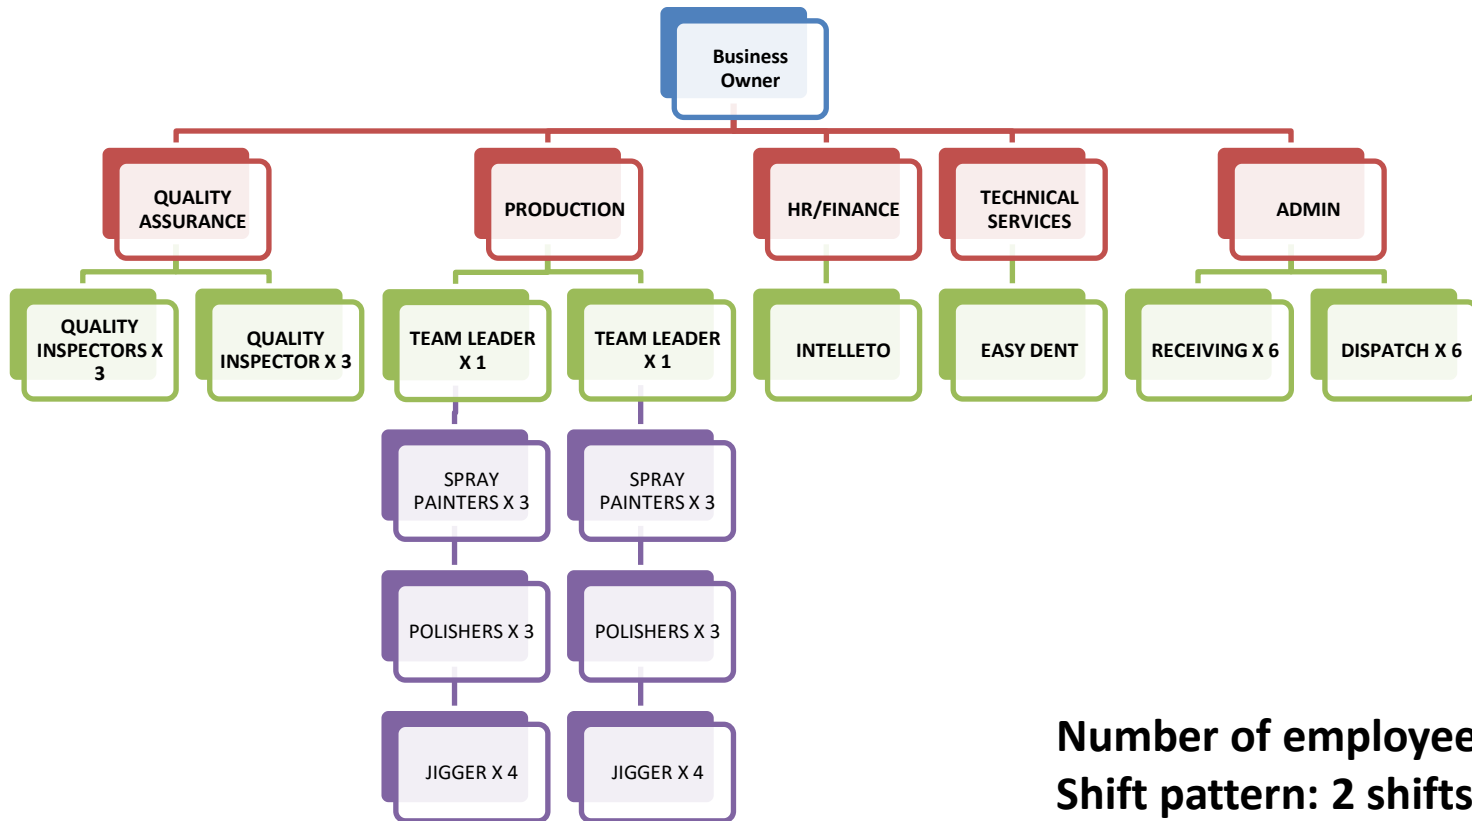 Business
Owner
QUALITY
ASSURANCE
PRODUCTION
HR/FINANCE
TECHNICAL
SERVICES
ADMIN
QUALITY
INSPECTORS X
3
QUALITY
INSPECTOR X 3
TEAM LEADER
X 1
TEAM LEADER
X 1
INTELLETO
EASY DENT
RECEIVING X 6
DISPATCH X 6
SPRAY
PAINTERS X 3
SPRAY
PAINTERS X 3
POLISHERS X 3
POLISHERS X 3
JIGGER X 4
JIGGER X 4
Number of employee
Shift pattern: 2 shifts